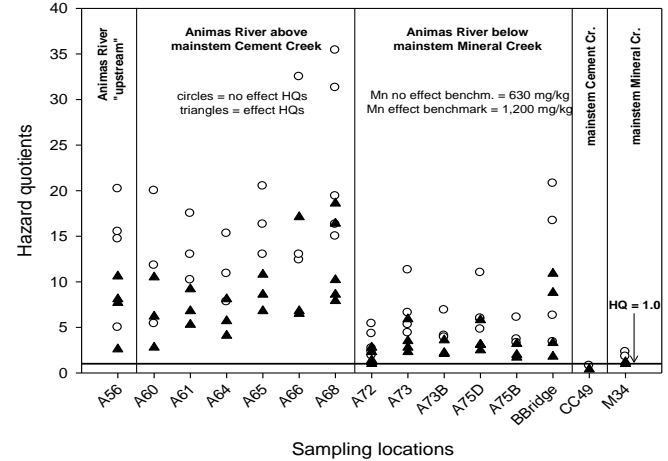 40
35
30
25
20
15
10
5
0
Hazard quotients
Animas River
"upstream"
Animas River above
mainstem Cement Creek
circles = no effect HQs
triangles = effect HQs
Animas River below
mainstem Mineral Creek
Mn no effect benchm. = 630 mg/kg
Mn effect benchmark = 1,200 mg/kg
mainstem Cement Cr.
mainstem Mineral Cr.
HQ = 1.0
A56
A60
A61
A64
A65
A66
A68
A72
A73
A73B
A75D
A75B
BBridge
CC49
M34
Sampling locations